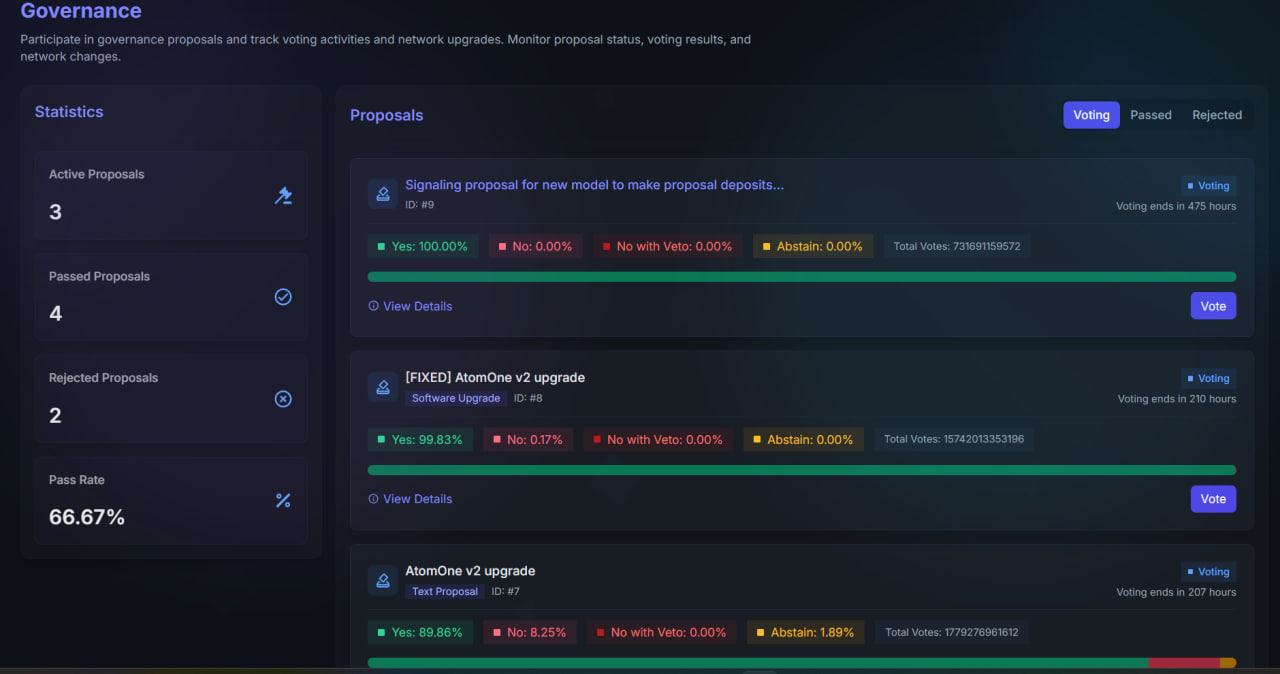 Governance
Participate in governance proposals and track voting activities and network upgrades. Monitor proposal status, voting results, and
network changes.
Statistics
Active Proposals
3
Passed Proposals
4
Rejected Proposals
2
Pass Rate
66.67%
Proposals
Voting Passed Rejected
Signaling proposal for new model to make proposal deposits...
ID: #9
Voting
Voting ends in 475 hours
Yes: 100.00% No: 0.00% No with Veto: 0.00% Abstain: 0.00% Total Votes: 731691159572
View Details
Vote
[FIXED] AtomOne v2 upgrade
Software Upgrade ID: #8
Voting
Voting ends in 210 hours
Yes: 99.83% No: 0.17% No with Veto: 0.00% Abstain: 0.00% Total Votes: 15742013353196
View Details
Vote
AtomOne v2 upgrade
Text Proposal ID: #7
Voting
Voting ends in 207 hours
Yes: 89.86% No: 8.25% No with Veto: 0.00% Abstain: 1.89% Total Votes: 1779276961612